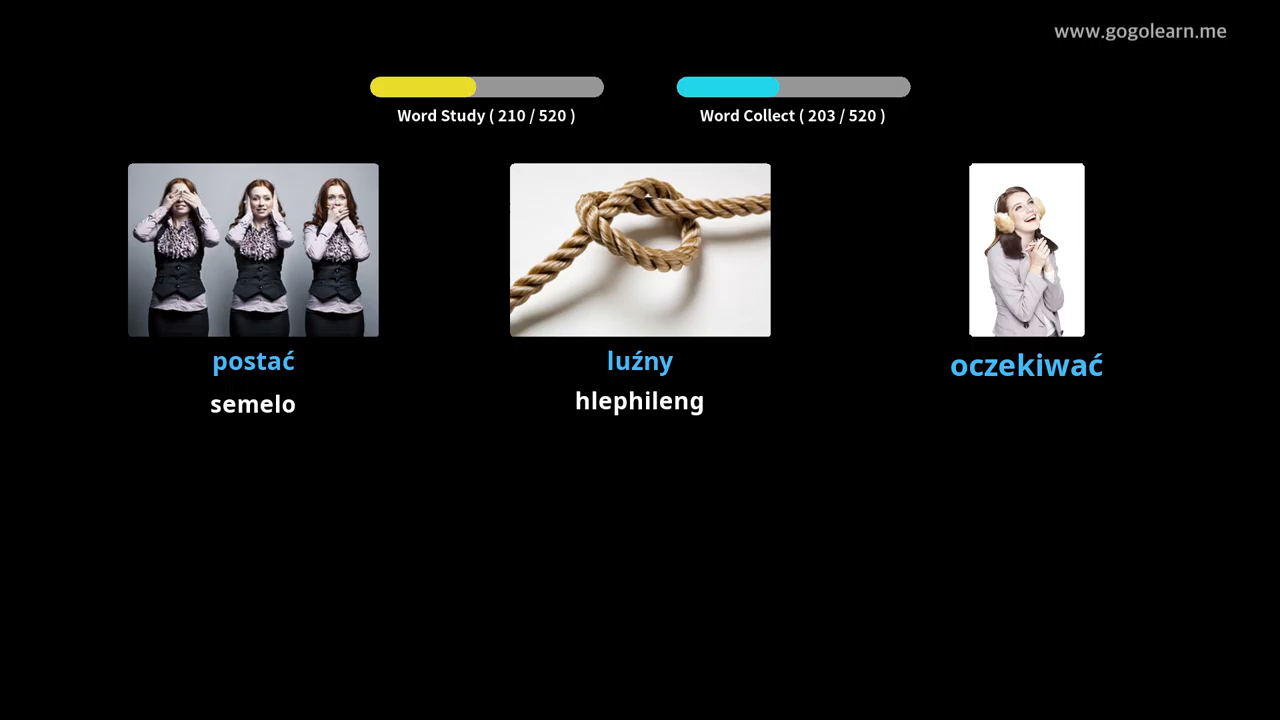 www.gogolearn.me
Word Study ( 210 / 520 )
Word Collect ( 203 / 520 )
postać
luźny
oczekiwać
semelo
hlephileng